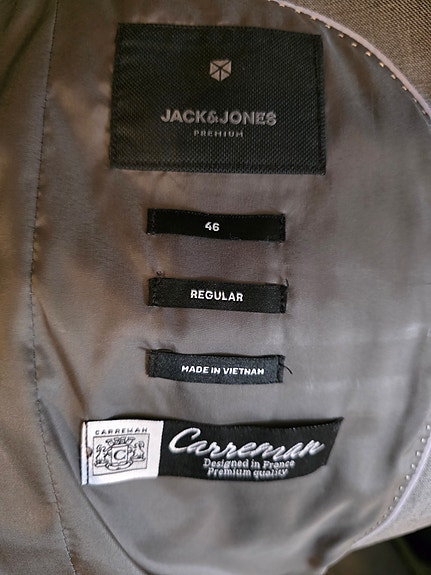 JACK&JONES
PREMIUM
46
REGULAR
MADE IN VIETNAM
CARREMAN
C
Carreman
Designed in France
Premium quality